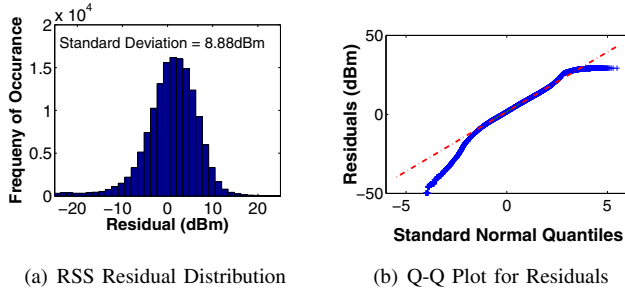 2 x 10⁴
Standard Deviation = 8.88dBm
1.5
1
0.5
0
Frequeny of Occurance
−20 −10 0 10 20
Residual (dBm)
(a) RSS Residual Distribution
50
0
−50
Residuals (dBm)
−5 0 5
Standard Normal Quantiles
(b) Q-Q Plot for Residuals